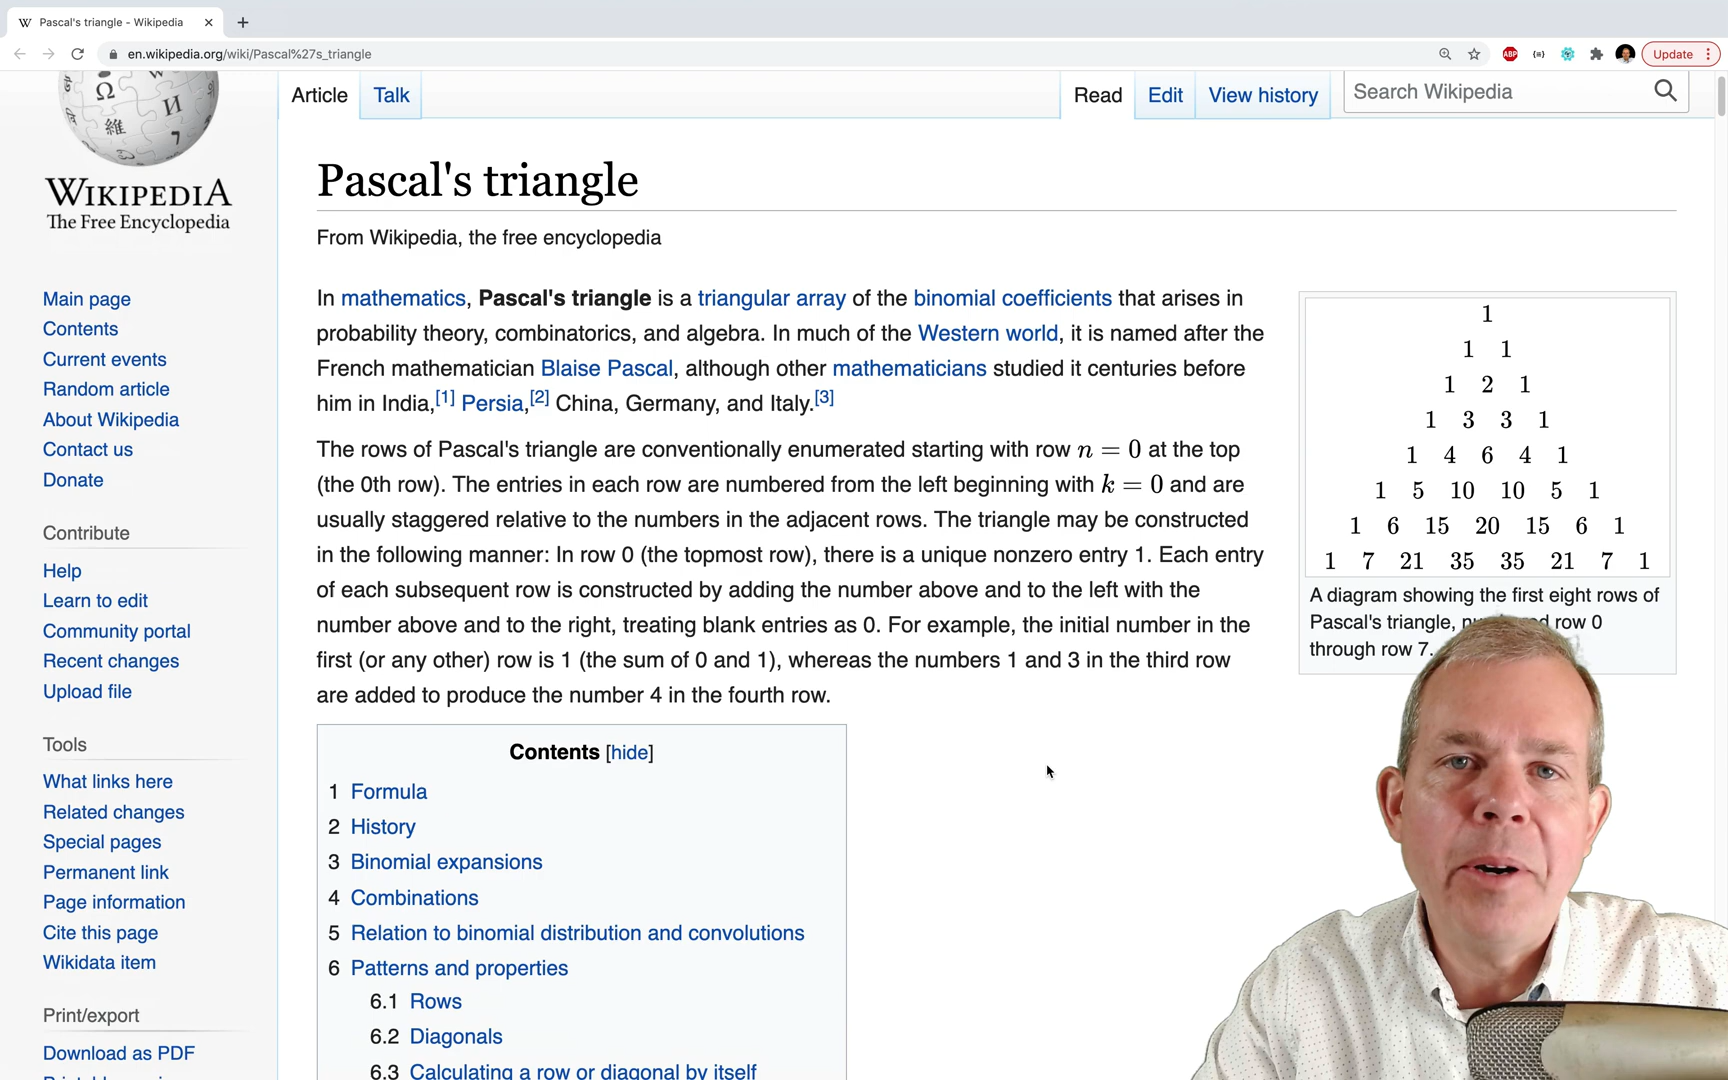 Pascal's triangle - Wikipedia
en.wikipedia.org/wiki/Pascal%27s_triangle
ABP
Update
Ω
W
И
維
7
WIKIPEDIA
The Free Encyclopedia
Main page
Contents
Current events
Random article
About Wikipedia
Contact us
Donate
Contribute
Help
Learn to edit
Community portal
Recent changes
Upload file
Tools
What links here
Related changes
Special pages
Permanent link
Page information
Cite this page
Wikidata item
Print/export
Download as PDF
Article Talk
Read Edit View history
Search Wikipedia
Pascal's triangle
From Wikipedia, the free encyclopedia
In mathematics, Pascal's triangle is a triangular array of the binomial coefficients that arises in
probability theory, combinatorics, and algebra. In much of the Western world, it is named after the
French mathematician Blaise Pascal, although other mathematicians studied it centuries before
him in India,[1] Persia,[2] China, Germany, and Italy.[3]
The rows of Pascal's triangle are conventionally enumerated starting with row n = 0 at the top
(the 0th row). The entries in each row are numbered from the left beginning with k = 0 and are
usually staggered relative to the numbers in the adjacent rows. The triangle may be constructed
in the following manner: In row 0 (the topmost row), there is a unique nonzero entry 1. Each entry
of each subsequent row is constructed by adding the number above and to the left with the
number above and to the right, treating blank entries as 0. For example, the initial number in the
first (or any other) row is 1 (the sum of 0 and 1), whereas the numbers 1 and 3 in the third row
are added to produce the number 4 in the fourth row.
1
1 1
1 2 1
1 3 3 1
1 4 6 4 1
1 5 10 10 5 1
1 6 15 20 15 6 1
1 7 21 35 35 21 7 1
A diagram showing the first eight rows of
Pascal's triangle, row 0
through row 7.
Contents [hide]
1 Formula
2 History
3 Binomial expansions
4 Combinations
5 Relation to binomial distribution and convolutions
6 Patterns and properties
6.1 Rows
6.2 Diagonals
6.3 Calculating a row or diagonal by itself